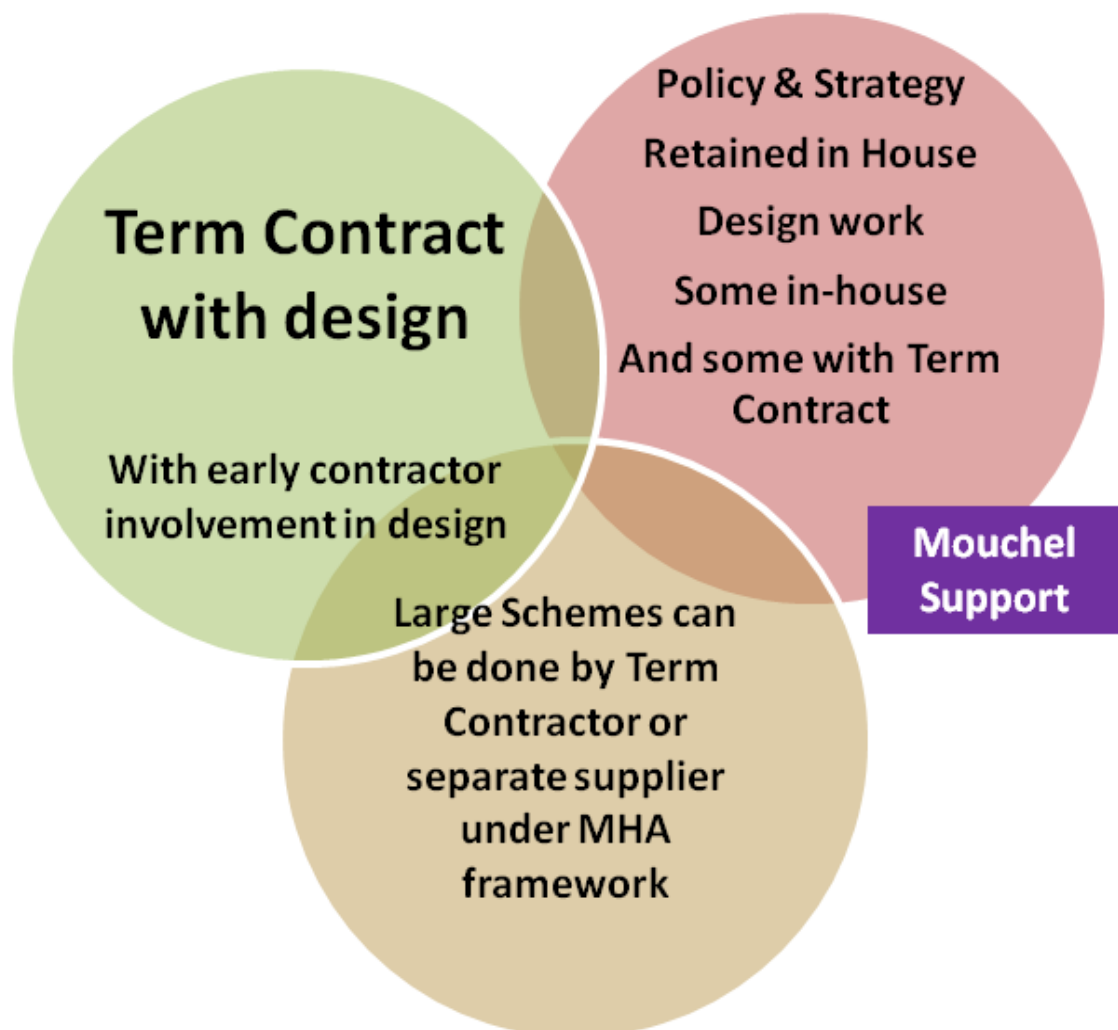 Term Contract
with design
With early contractor
involvement in design
Policy & Strategy
Retained in House
Design work
Some in-house
And some with Term
Contract
Mouchel
Support
Large Schemes can
be done by Term
Contractor or
separate supplier
under MHA
framework